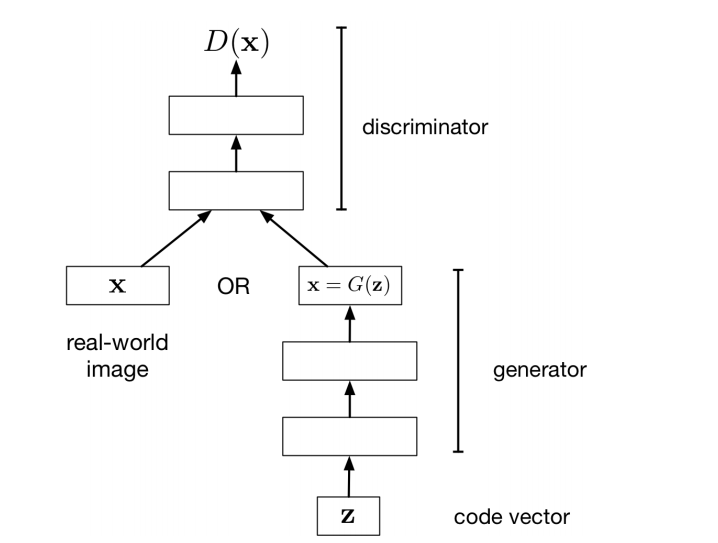 D(x)
discriminator
x
OR
x = G(z)
real-world
image
generator
z
code vector